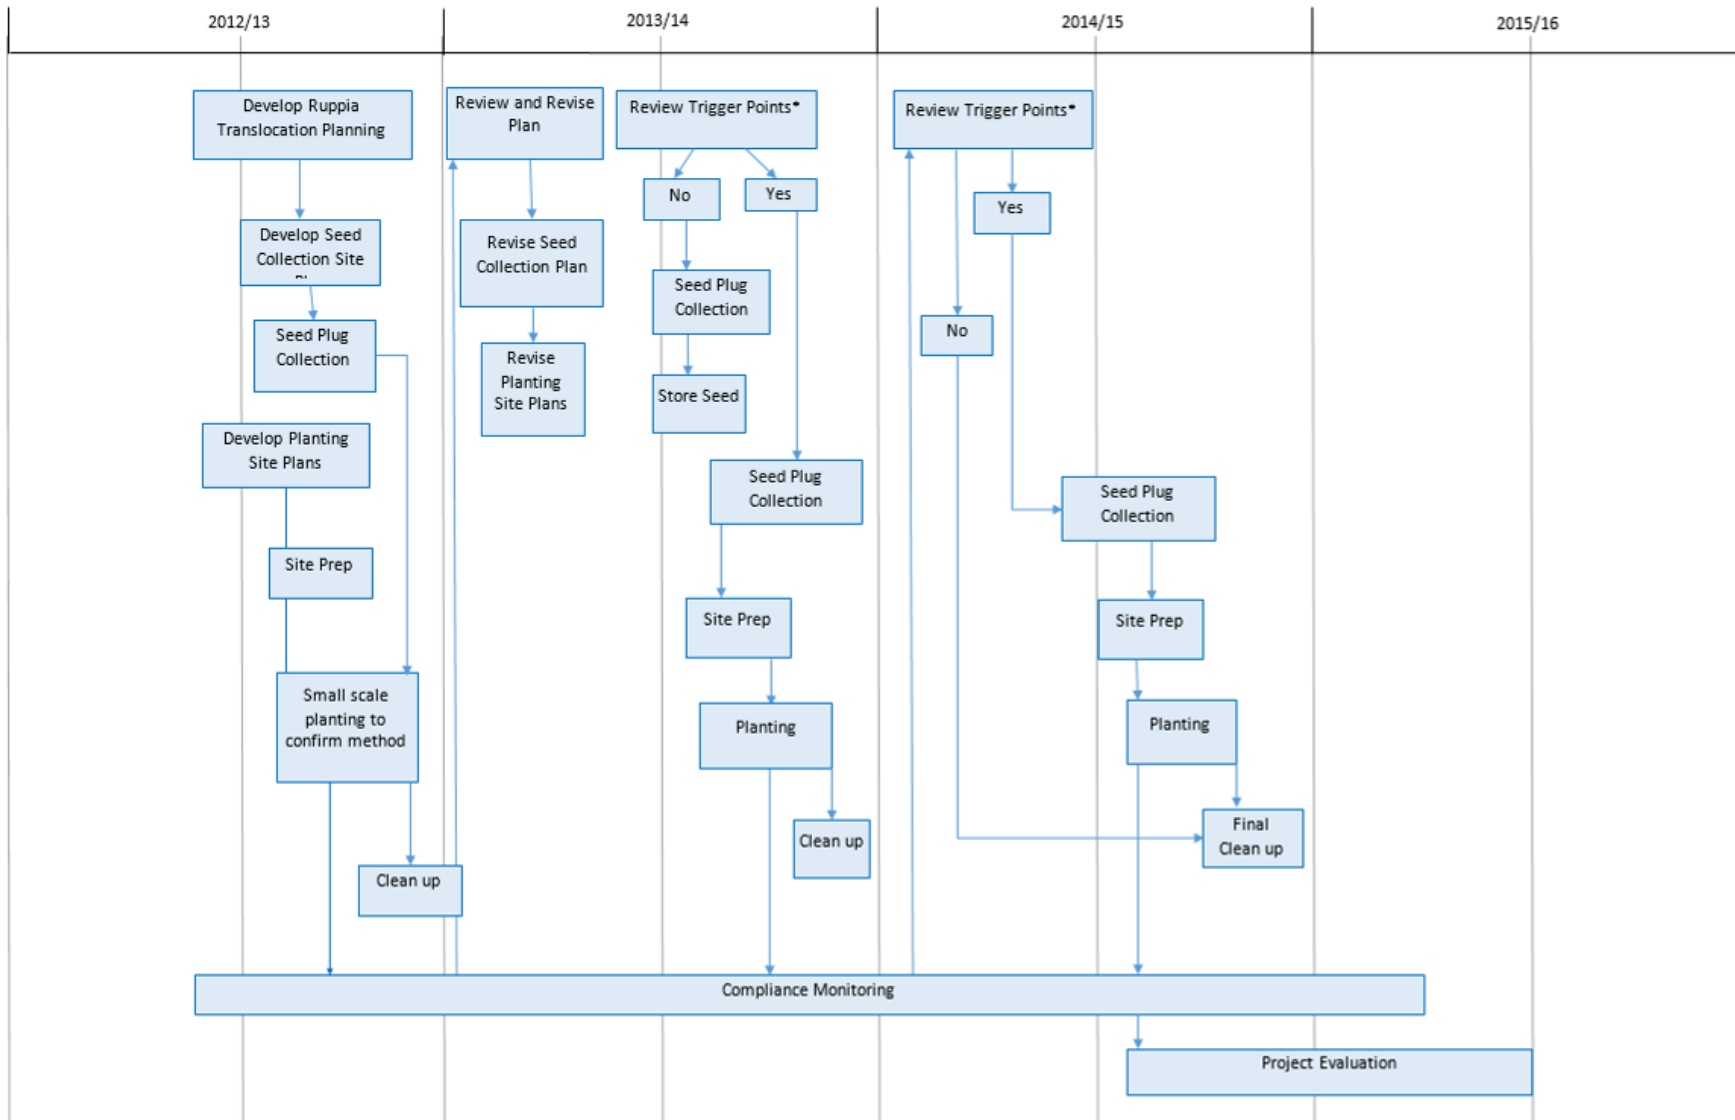 2012/13
2013/14
2014/15
2015/16
Develop Ruppia
Translocation Planning
Develop Seed
Collection Site
Seed Plug
Collection
Develop Planting
Site Plans
Site Prep
Small scale
planting to
confirm method
Clean up
Review and Revise
Plan
Revise Seed
Collection Plan
Revise
Planting
Site Plans
Review Trigger Points*
No
Yes
Seed Plug
Collection
Store Seed
Seed Plug
Collection
Site Prep
Planting
Clean up
Review Trigger Points*
Yes
No
Seed Plug
Collection
Site Prep
Planting
Final
Clean up
Compliance Monitoring
Project Evaluation